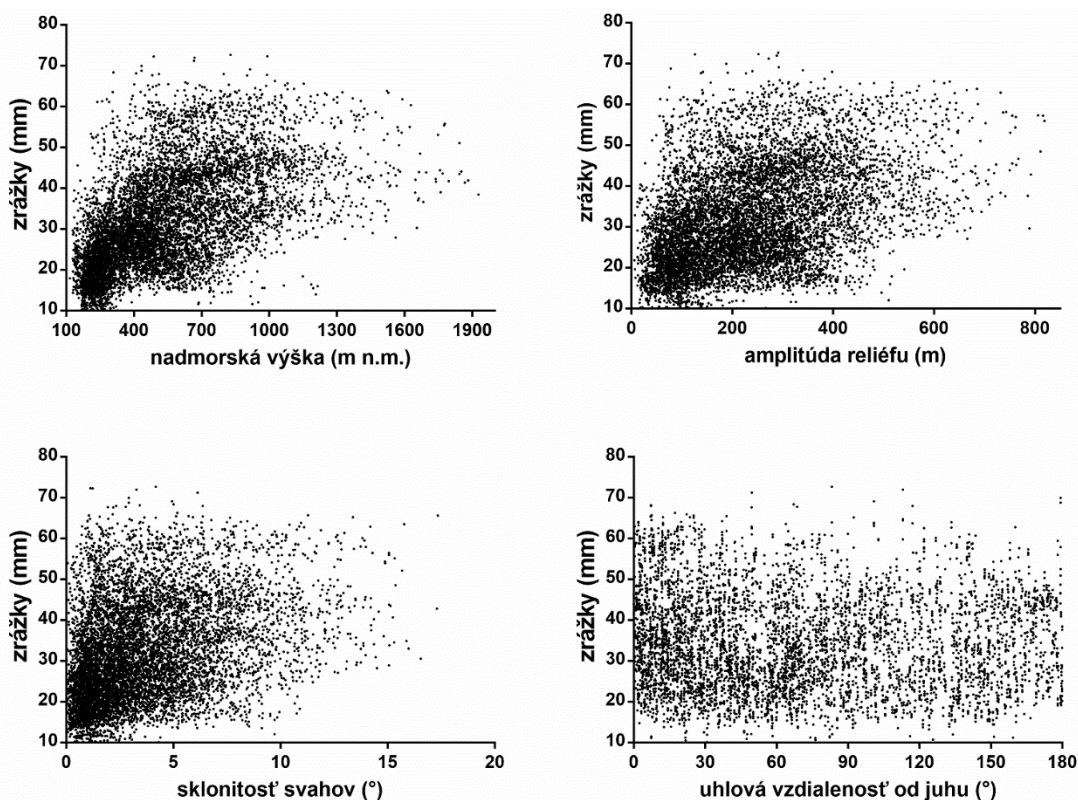 80
70
60
50
40
30
20
10
zrážky (mm)
100 400 700 1000 1300 1600 1900
nadmorská výška (m n.m.)
80
70
60
50
40
30
20
10
zrážky (mm)
0 200 400 600 800
amplitúda reliéfu (m)
80
70
60
50
40
30
20
10
zrážky (mm)
0 5 10 15 20
sklonitosť svahov (°)
80
70
60
50
40
30
20
10
zrážky (mm)
0 30 60 90 120 150 180
uhlová vzdialenosť od juhu (°)